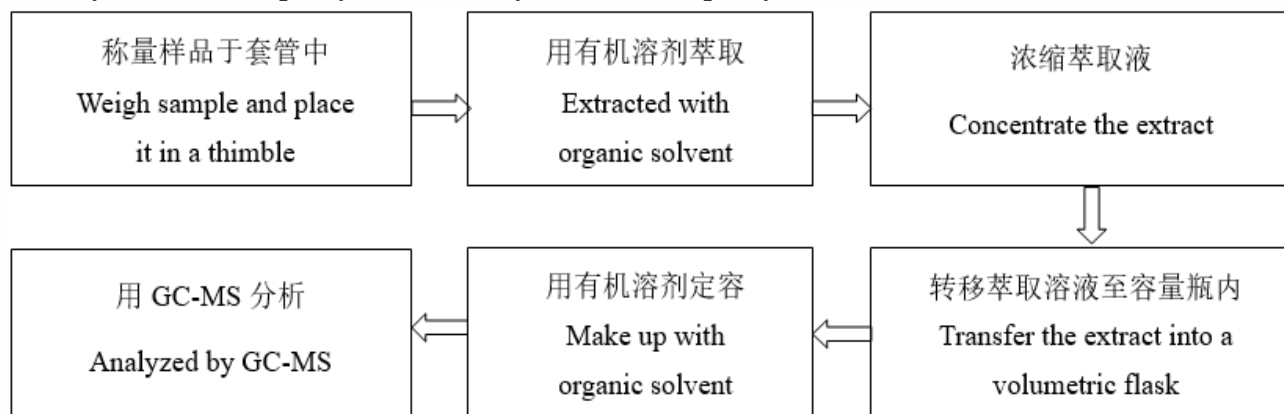 称量样品于套管中
Weigh sample and place
it in a thimble
用有机溶剂萃取
Extracted with
organic solvent
浓缩萃取液
Concentrate the extract
转移萃取溶液至容量瓶内
Transfer the extract into a
volumetric flask
用有机溶剂定容
Make up with
organic solvent
用 GC-MS 分析
Analyzed by GC-MS